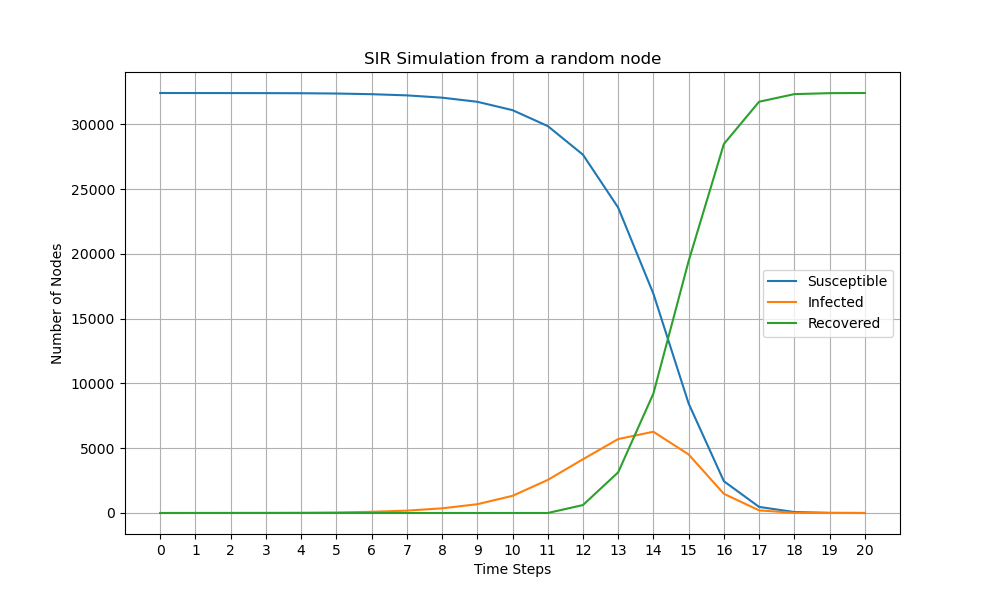 SIR Simulation from a random node
Number of Nodes
30000
25000
20000
15000
10000
5000
0
Susceptible
Infected
Recovered
0 1 2 3 4 5 6 7 8 9 10 11 12 13 14 15 16 17 18 19 20
Time Steps